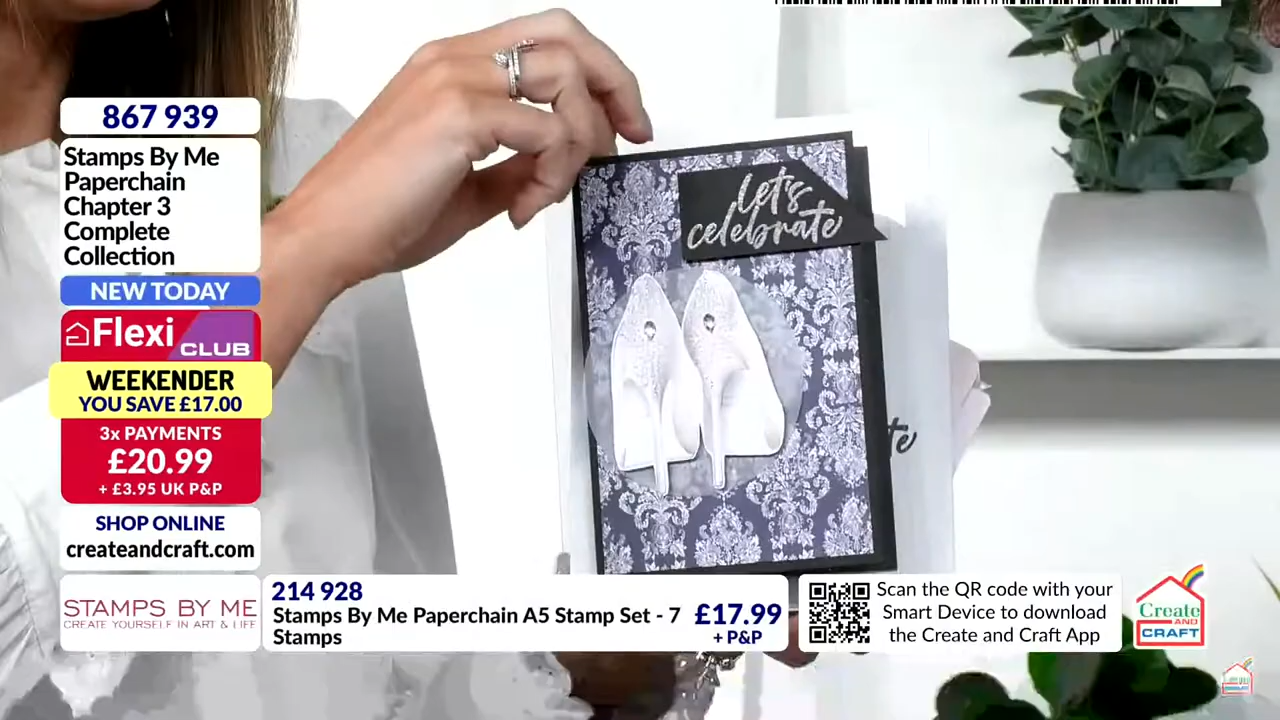 867 939
Stamps By Me
Paperchain
Chapter 3
Complete
Collection
NEW TODAY
Flexi
CLUB
WEEKENDER
YOU SAVE £17.00
3x PAYMENTS
£20.99
+ £3.95 UK P&P
SHOP ONLINE
createandcraft.com
let's
celebrate
te
STAMPS BY ME
CREATE YOURSELF IN ART & LIFE
214 928
Stamps By Me Paperchain A5 Stamp Set - 7
Stamps
£17.99
+ P&P
Scan the QR code with your
Smart Device to download
the Create and Craft App
Create
AND
CRAFT